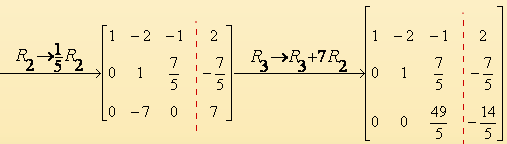 R₂→1/5 R₂ [1 −2 −1 | 2; 0 1 7/5 | −7/5; 0 −7 0 | 7] R₃→R₃+7R₂ [1 −2 −1 | 2; 0 1 7/5 | −7/5; 0 0 49/5 | −14/5]